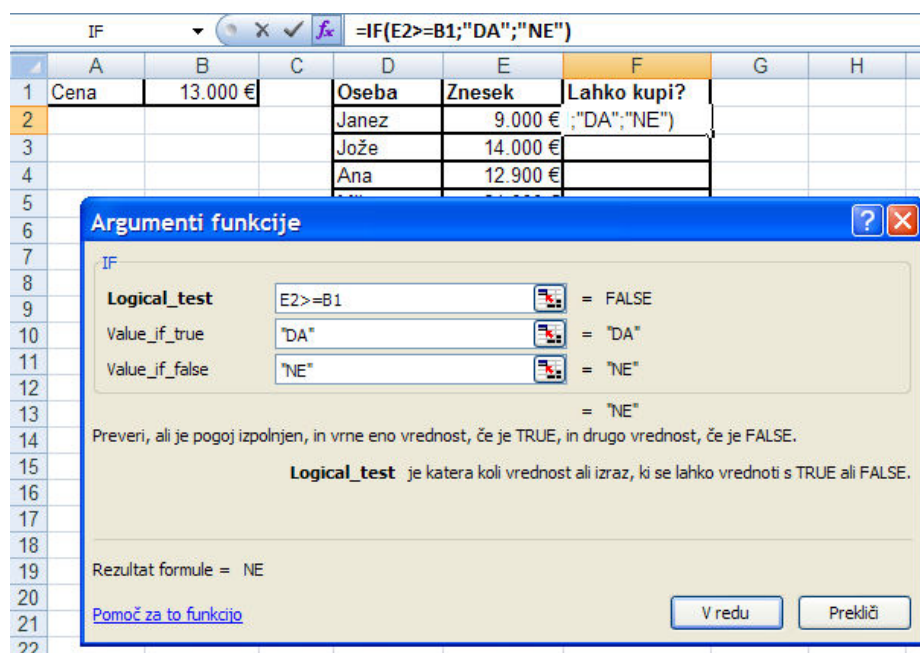 IF =IF(E2>=B1;"DA";"NE")
A B C D E F G H
1 Cena 13.000 € Oseba Znesek Lahko kupi?
2 Janez 9.000 € ;"DA";"NE")
3 Jože 14.000 €
4 Ana 12.900 €
5
6 Argumenti funkcije
7 IF
8
9 Logical_test E2>=B1 = FALSE
10 Value_if_true "DA" = "DA"
11 Value_if_false "NE" = "NE"
12
13 = "NE"
14 Preveri, ali je pogoj izpolnjen, in vrne eno vrednost, če je TRUE, in drugo vrednost, če je FALSE.
15 Logical_test je katera koli vrednost ali izraz, ki se lahko vrednoti s TRUE ali FALSE.
16
17
18
19 Rezultat formule = NE
20
21 Pomoč za to funkcijo V redu Prekliči
22